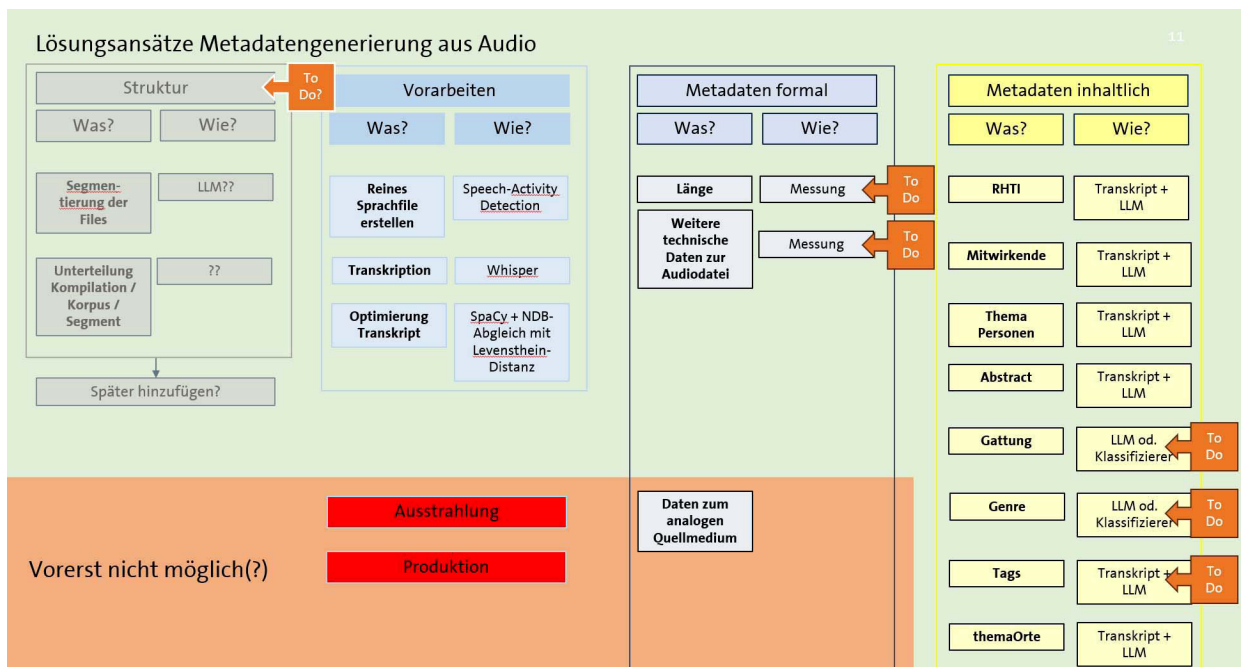 Lösungsansätze Metadatengenerierung aus Audio
11
Struktur
To
Do?
Was?
Wie?
Segmen-
tierung der
Files
LLM??
Unterteilung
Kompilation /
Korpus /
Segment
??
Später hinzufügen?
Vorarbeiten
Was?
Wie?
Reines
Sprachfile
erstellen
Speech-Activity
Detection
Transkription
Whisper
Optimierung
Transkript
SpaCy + NDB-
Abgleich mit
Levensthein-
Distanz
Metadaten formal
Was?
Wie?
Länge
Messung
To
Do
Weitere
technische
Daten zur
Audiodatei
Messung
To
Do
Metadaten inhaltlich
Was?
Wie?
RHTI
Transkript +
LLM
Mitwirkende
Transkript +
LLM
Thema
Personen
Transkript +
LLM
Abstract
Transkript +
LLM
Gattung
LLM od.
Klassifizierer
To
Do
Genre
LLM od.
Klassifizierer
To
Do
Tags
Transkript +
LLM
To
Do
themaOrte
Transkript +
LLM
Vorerst nicht möglich(?)
Ausstrahlung
Produktion
Daten zum
analogen
Quellmedium